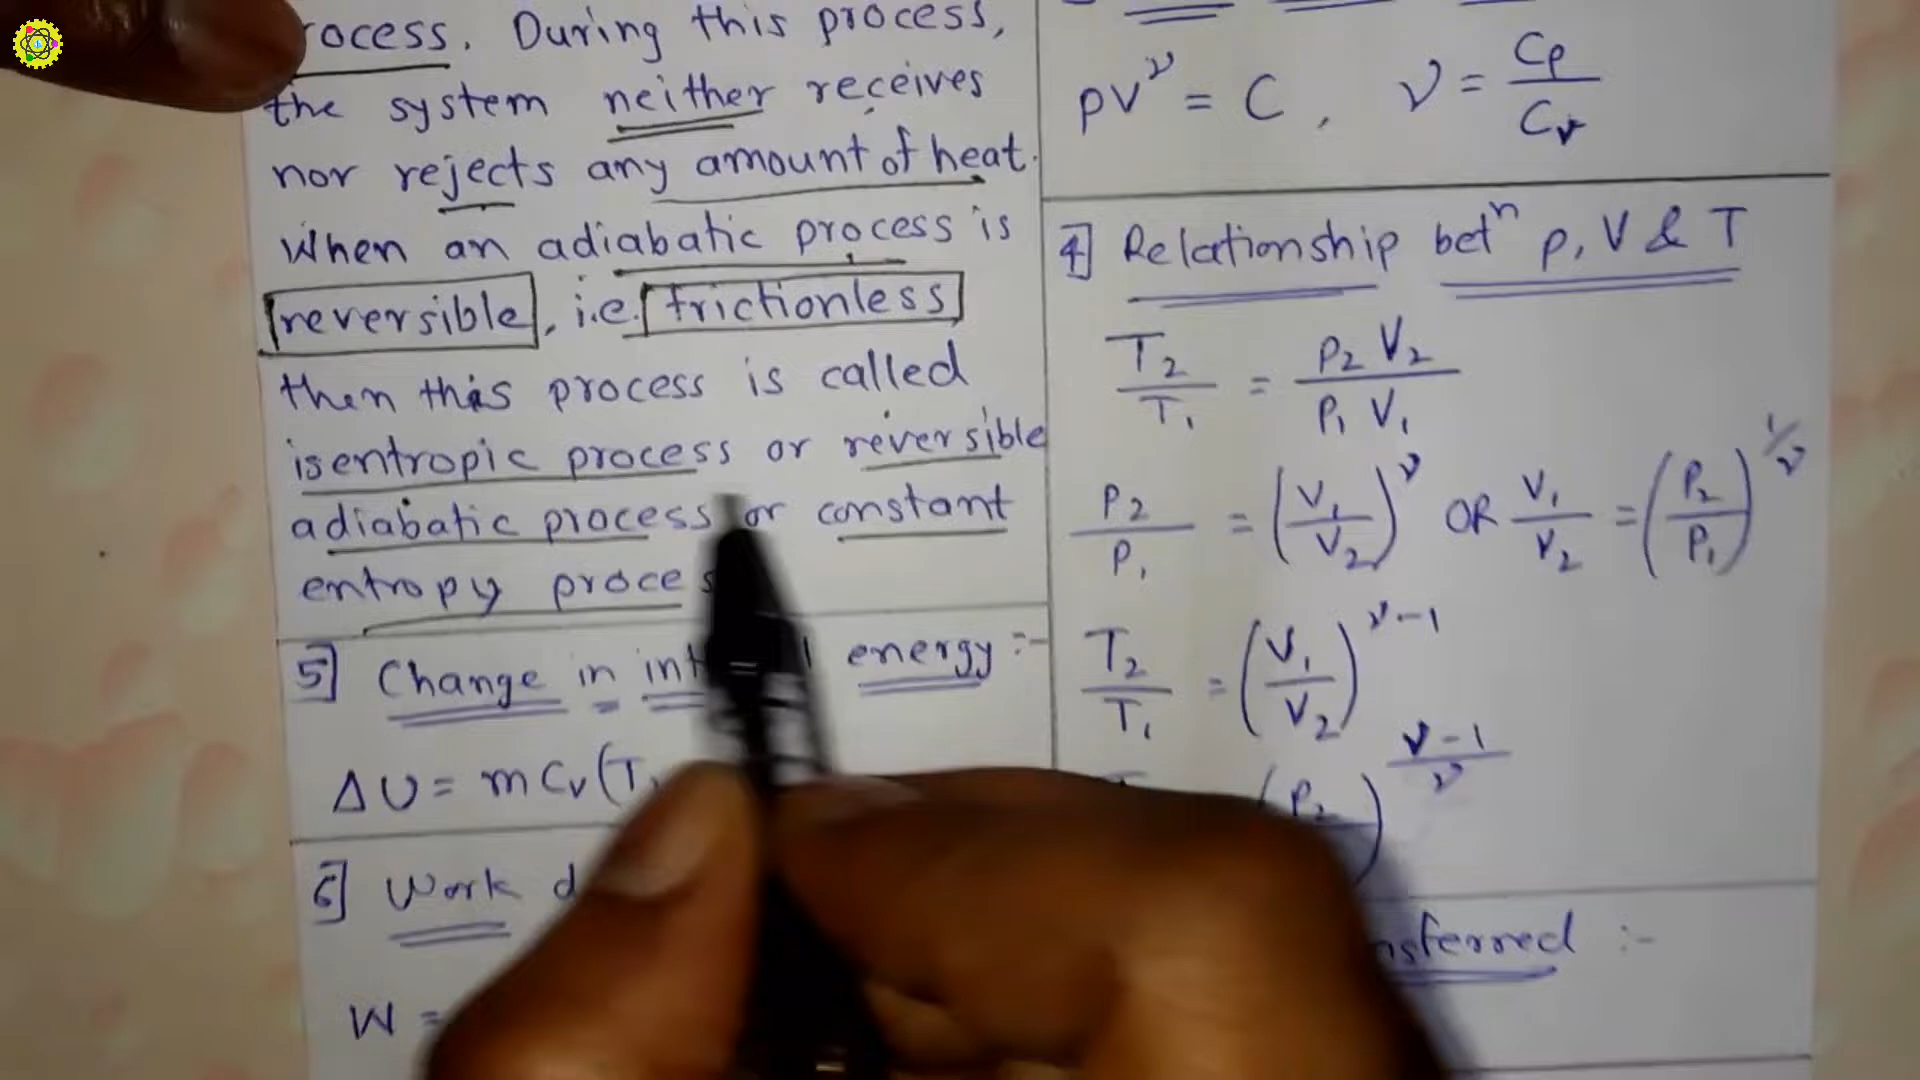 rocess. During this process,
the system neither receives
nor rejects any amount of heat.
When an adiabatic process is
reversible, i.e. frictionless
then this process is called
isentropic process or reversible
adiabatic process or constant
entropy proces
5] Change in energy :-
ΔU = m Cv (T
6] Work d
W =
pV^γ = C, γ = Cp / Cv
4] Relationship betⁿ p, V & T
T2 / T1 = P2 V2 / P1 V1
P2 / P1 = (V1 / V2)^γ OR V1 / V2 = (P2 / P1)^1/γ
T2 / T1 = (V1 / V2)^γ-1
(P2 )^γ-1 / γ
nsferred :-